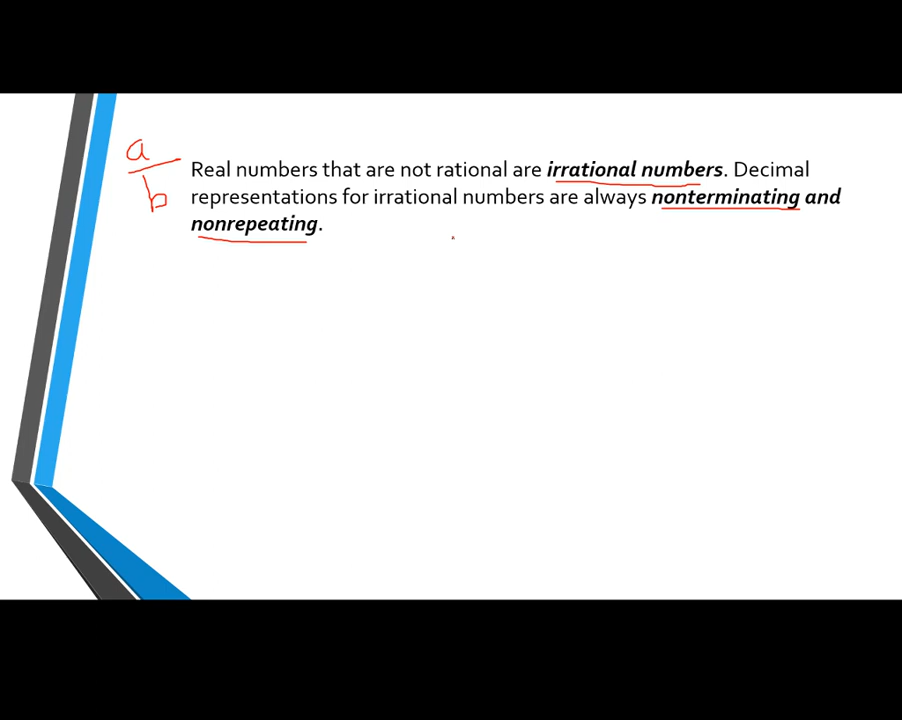 a
b
Real numbers that are not rational are irrational numbers. Decimal
representations for irrational numbers are always nonterminating and
nonrepeating.